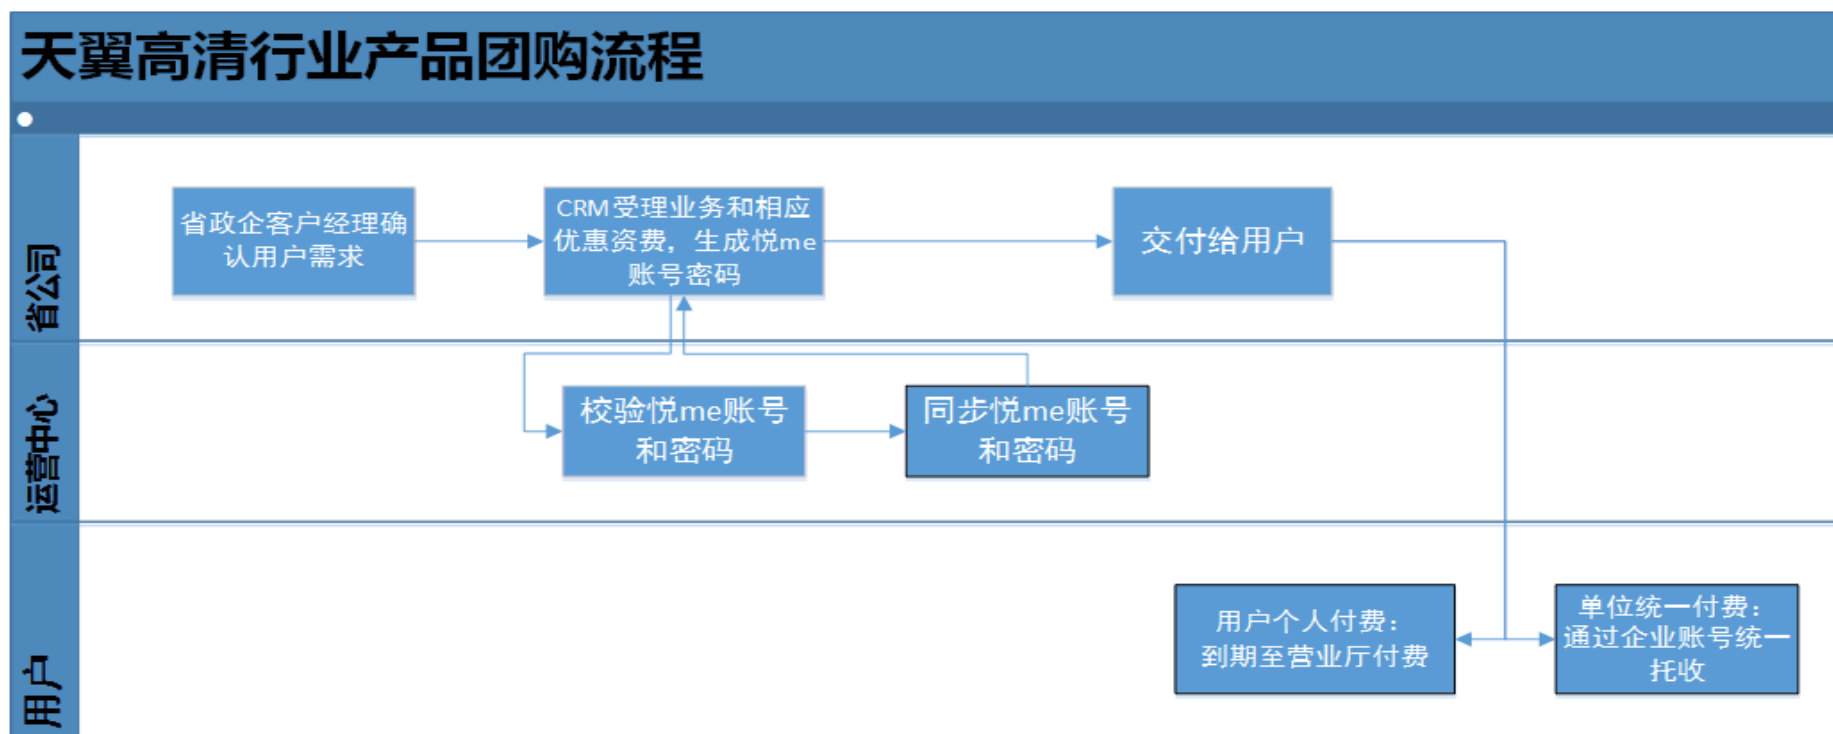 天翼高清行业产品团购流程
省公司
省政企客户经理确
认用户需求
CRM受理业务和相应
优惠资费，生成悦me
账号密码
交付给用户
运营中心
校验悦me账号
和密码
同步悦me账号
和密码
用户
用户个人付费：
到期至营业厅付费
单位统一付费：
通过企业账号统一
托收